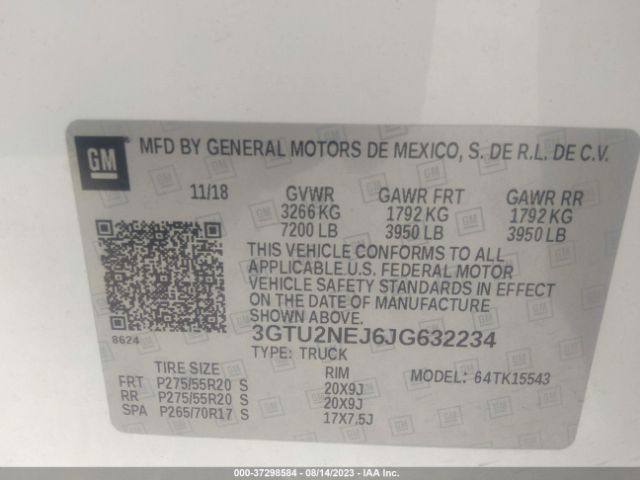 GM
MFD BY GENERAL MOTORS DE MEXICO, S. DE R.L. DE C.V.
11/18 GVWR GAWR FRT GAWR RR
3266 KG 1792 KG 1792 KG
7200 LB 3950 LB 3950 LB
THIS VEHICLE CONFORMS TO ALL
APPLICABLE U.S. FEDERAL MOTOR
VEHICLE SAFETY STANDARDS IN EFFECT
ON THE DATE OF MANUFACTURE
SHOWN ABOVE.
8624
3GTU2NEJ6JG632234
TYPE: TRUCK
TIRE SIZE RIM MODEL: 64TK15543
FRT P275/55R20 S 20X9J
RR P275/55R20 S 20X9J
SPA P265/70R17 S 17X7.5J
000-37298584 - 08/14/2023 - IAA Inc.